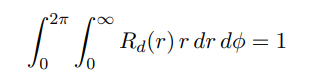 ∫₀^{2π} ∫₀^∞ R_d(r) r dr dϕ = 1